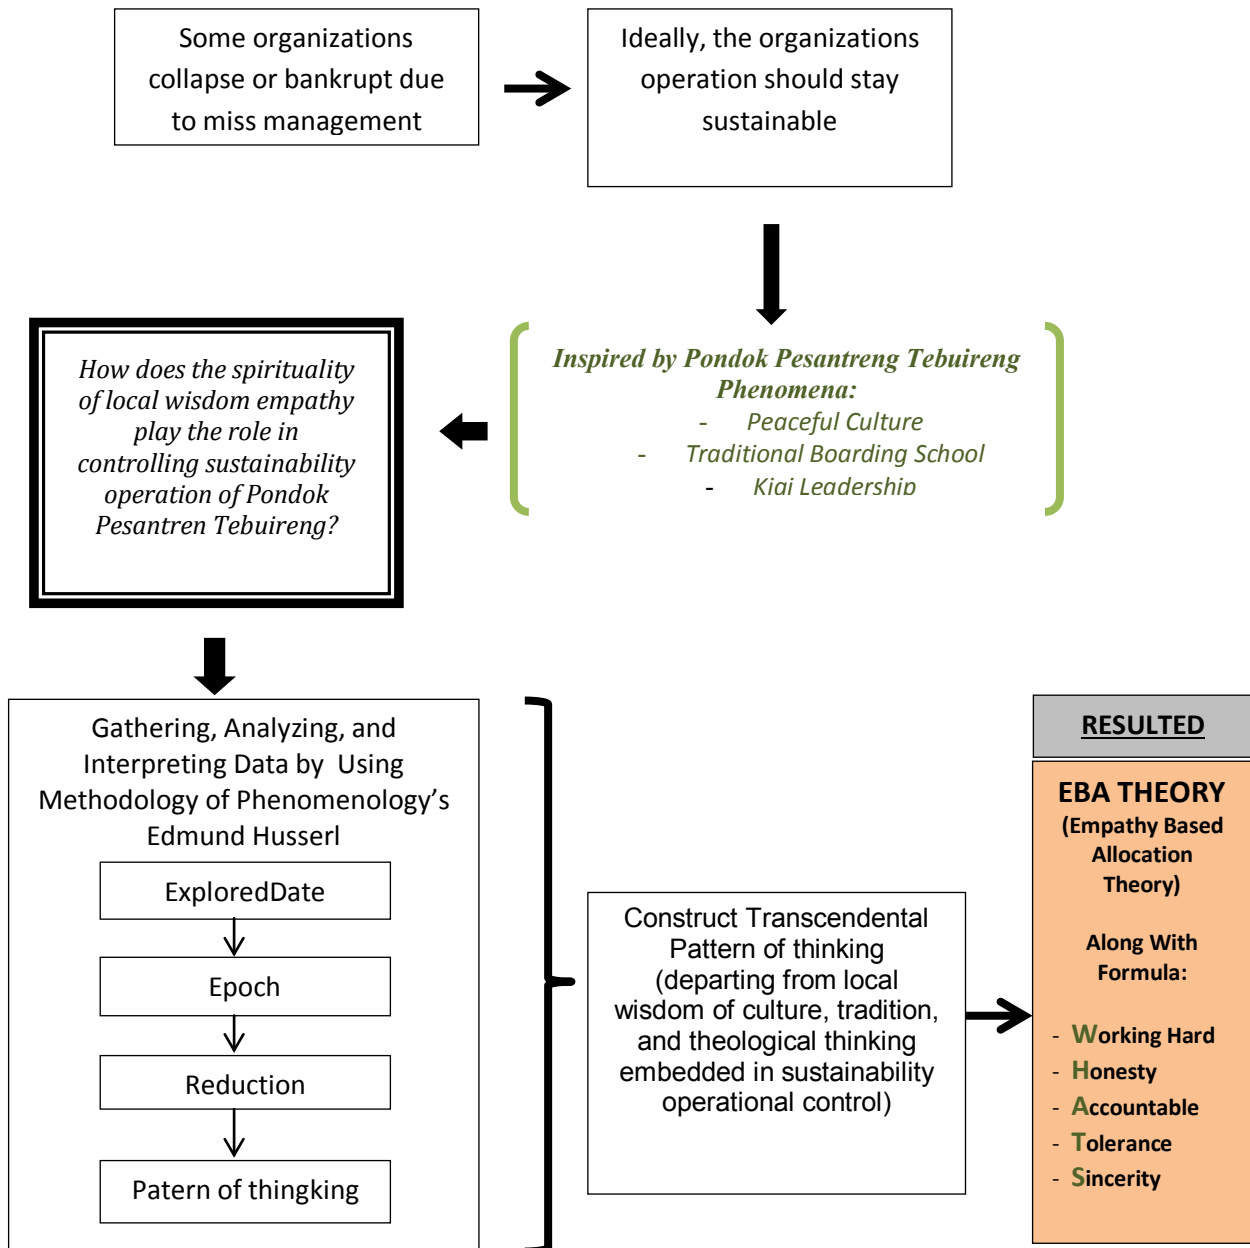 Some organizations
collapse or bankrupt due
to miss management
Ideally, the organizations
operation should stay
sustainable
Inspired by Pondok Pesantreng Tebuireng
Phenomena:
- Peaceful Culture
- Traditional Boarding School
- Kiai Leadership
How does the spirituality
of local wisdom empathy
play the role in
controlling sustainability
operation of Pondok
Pesantren Tebuireng?
Gathering, Analyzing, and
Interpreting Data by Using
Methodology of Phenomenology's
Edmund Husserl
ExploredDate
Epoch
Reduction
Patern of thingking
Construct Transcendental
Pattern of thinking
(departing from local
wisdom of culture, tradition,
and theological thinking
embedded in sustainability
operational control)
RESULTED
EBA THEORY
(Empathy Based
Allocation
Theory)
Along With
Formula:
- Working Hard
- Honesty
- Accountable
- Tolerance
- Sincerity